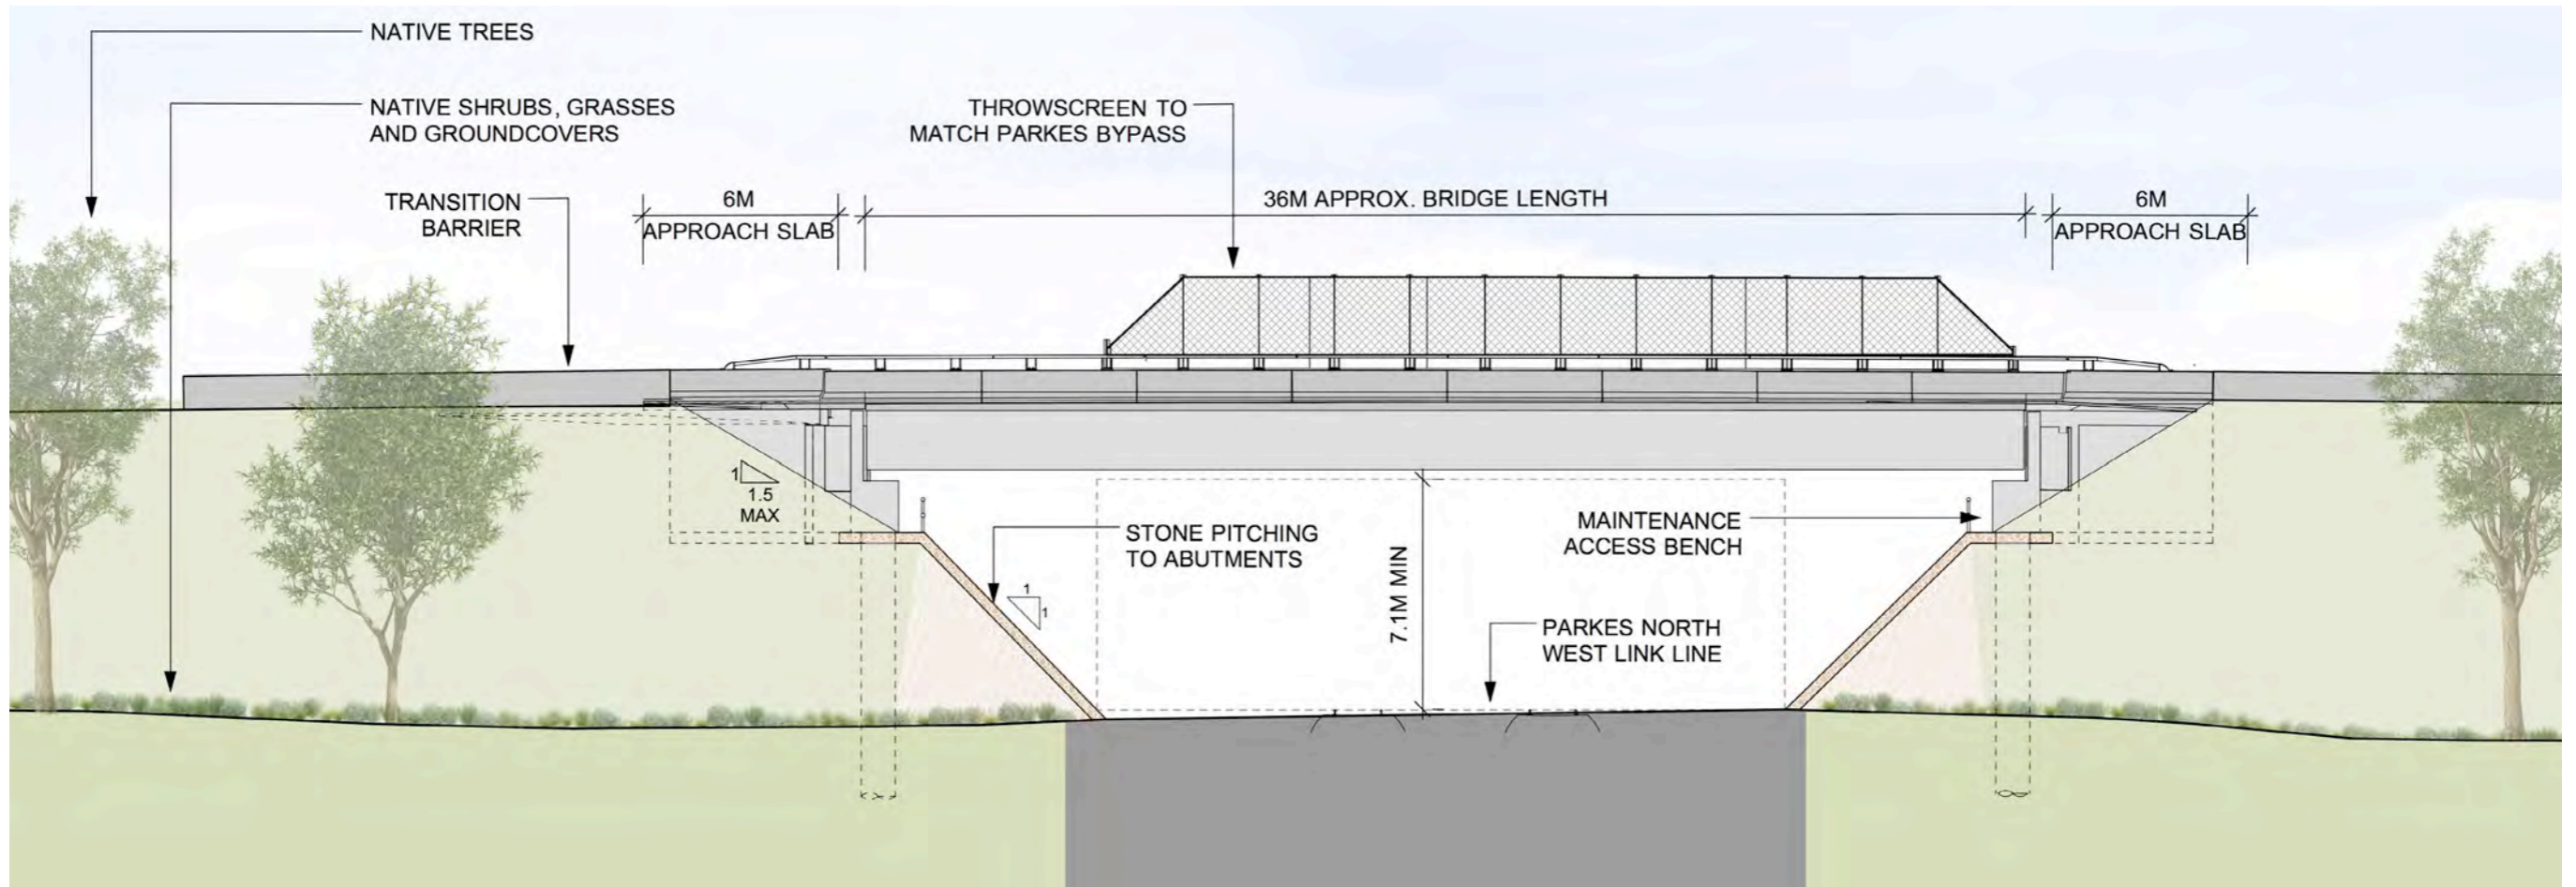 NATIVE TREES
NATIVE SHRUBS, GRASSES
AND GROUNDCOVERS
THROWSCREEN TO
MATCH PARKES BYPASS
TRANSITION
BARRIER
6M
APPROACH SLAB
36M APPROX. BRIDGE LENGTH
6M
APPROACH SLAB
1
1.5
MAX
STONE PITCHING
TO ABUTMENTS
1
1
7.1M MIN
MAINTENANCE
ACCESS BENCH
PARKES NORTH
WEST LINK LINE